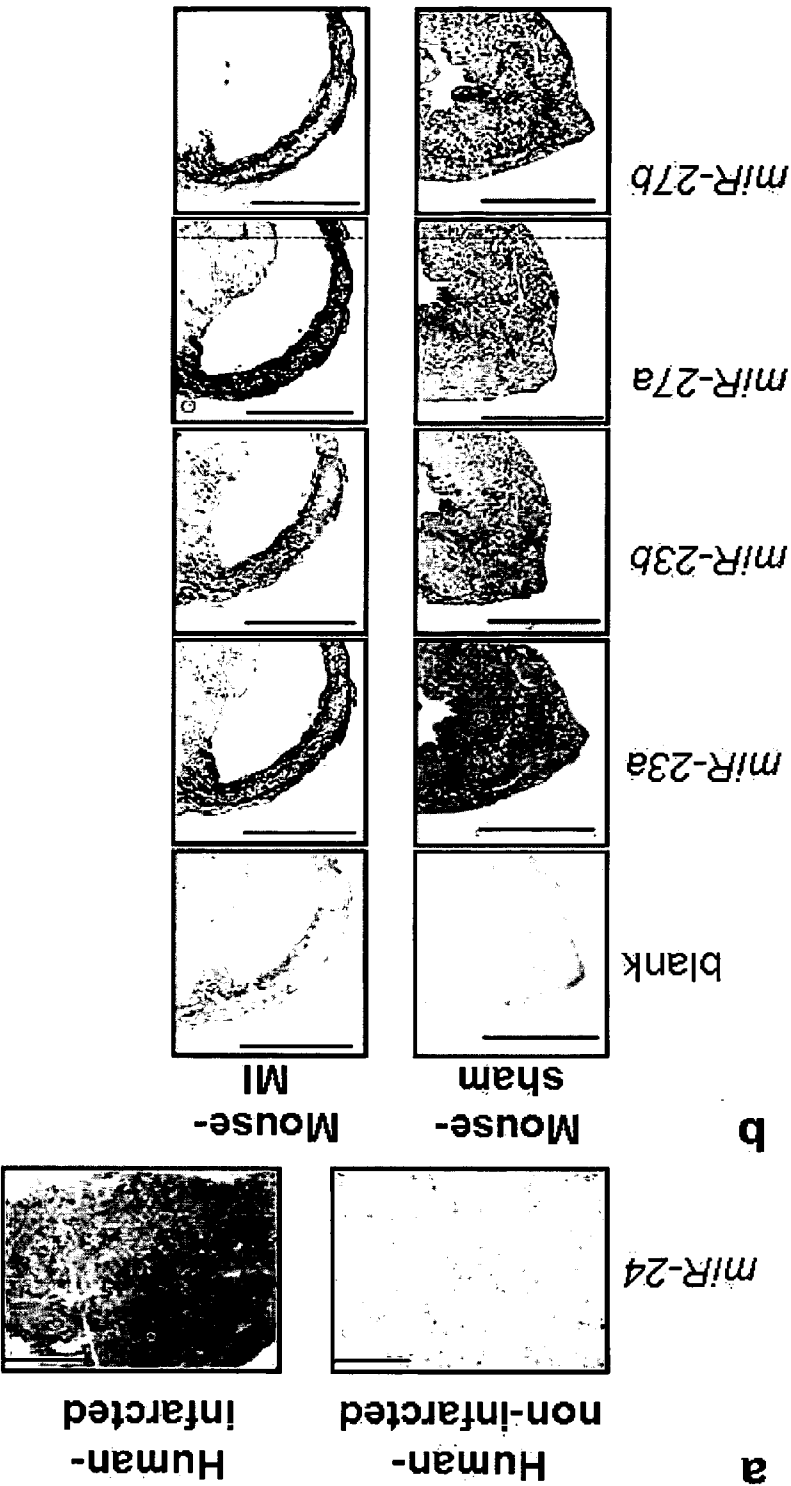 a
Human-
non-infarcted
Human-
infarcted
miR-24
b
Mouse-
sham
Mouse-
MI
blank
miR-23a
miR-23b
miR-27a
miR-27b